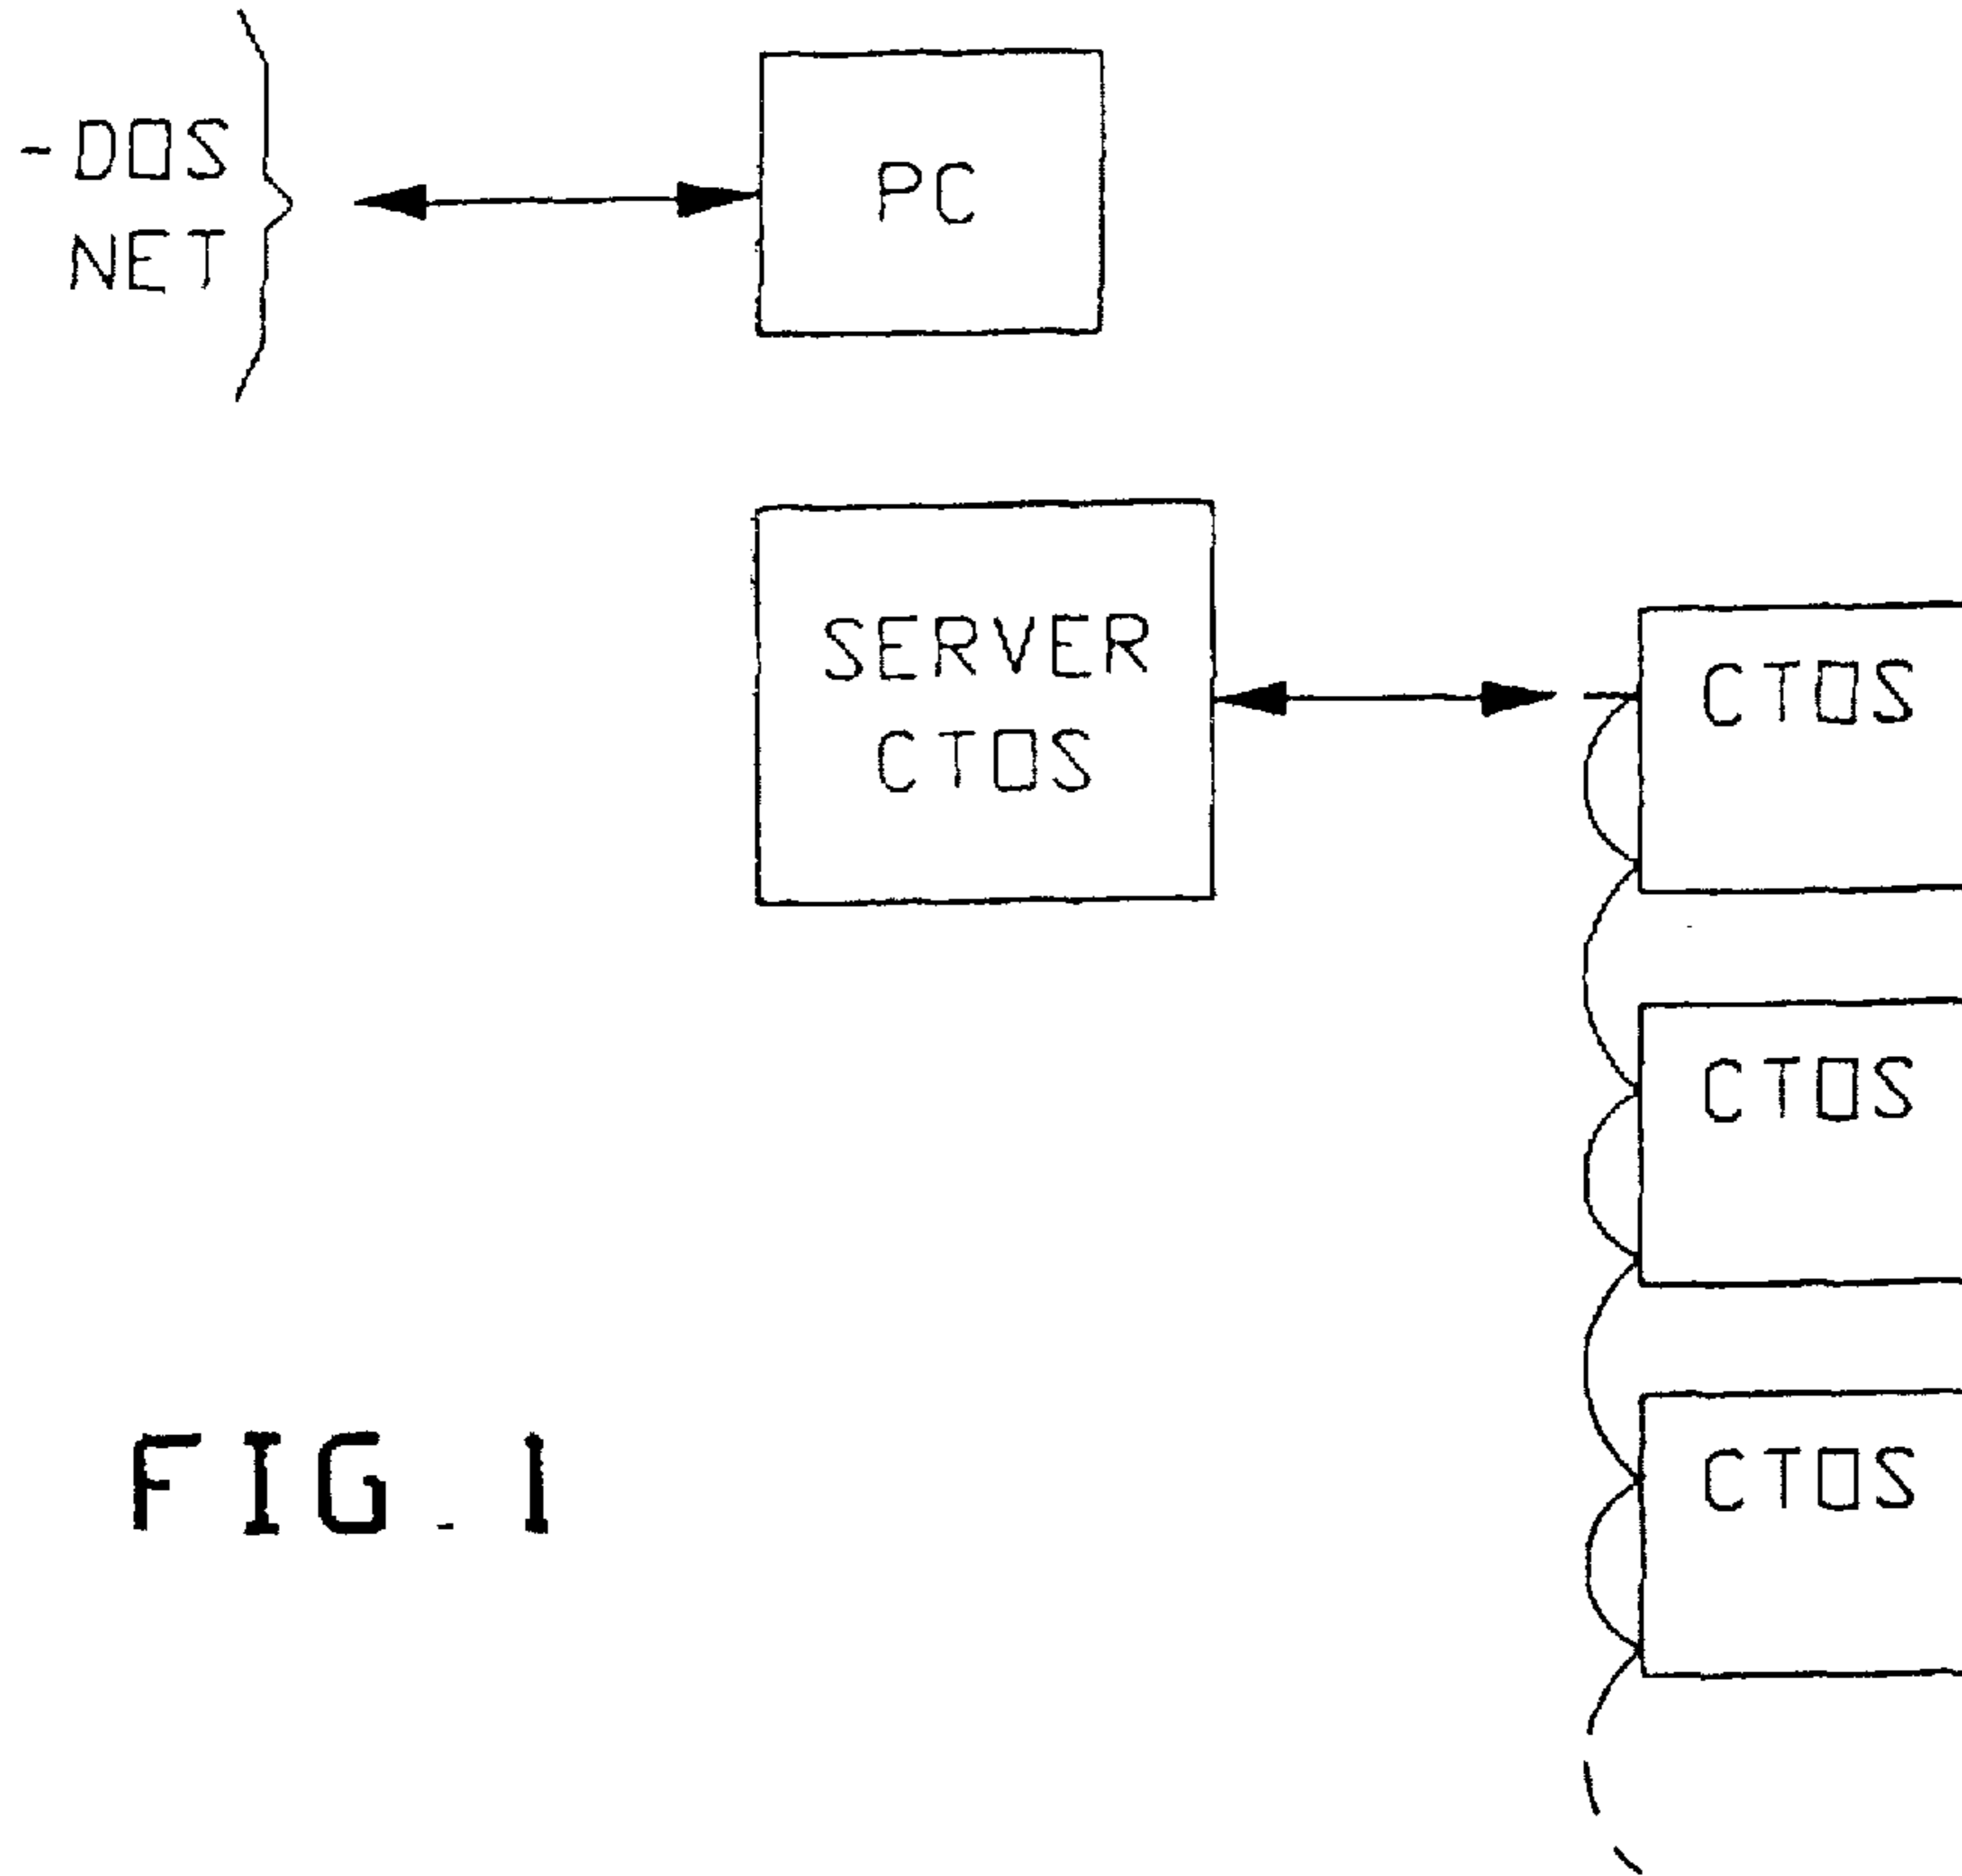 -DOS
NET
PC
SERVER
CTOS
CTOS
CTOS
CTOS
FIG. 1